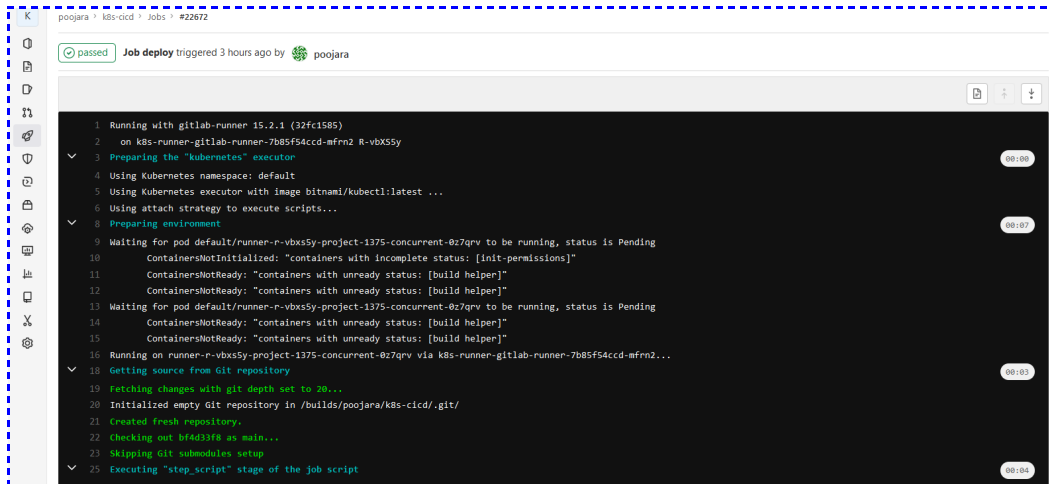 K
poojara > k8s-cicd > Jobs > #22672
passed Job deploy triggered 3 hours ago by poojara
1 Running with gitlab-runner 15.2.1 (32fc1585)
2 on k8s-runner-gitlab-runner-7b85f54ccd-mfrn2 R-vbXS5y
3 Preparing the "kubernetes" executor 00:00
4 Using Kubernetes namespace: default
5 Using Kubernetes executor with image bitnami/kubectl:latest ...
6 Using attach strategy to execute scripts...
8 Preparing environment 00:07
9 Waiting for pod default/runner-r-vbxs5y-project-1375-concurrent-0z7qrv to be running, status is Pending
10 ContainersNotInitialized: "containers with incomplete status: [init-permissions]"
11 ContainersNotReady: "containers with unready status: [build helper]"
12 ContainersNotReady: "containers with unready status: [build helper]"
13 Waiting for pod default/runner-r-vbxs5y-project-1375-concurrent-0z7qrv to be running, status is Pending
14 ContainersNotReady: "containers with unready status: [build helper]"
15 ContainersNotReady: "containers with unready status: [build helper]"
16 Running on runner-r-vbxs5y-project-1375-concurrent-0z7qrv via k8s-runner-gitlab-runner-7b85f54ccd-mfrn2...
18 Getting source from Git repository 00:03
19 Fetching changes with git depth set to 20...
20 Initialized empty Git repository in /builds/poojara/k8s-cicd/.git/
21 Created fresh repository.
22 Checking out bf4d33f8 as main...
23 Skipping Git submodules setup
25 Executing "step_script" stage of the job script 00:04